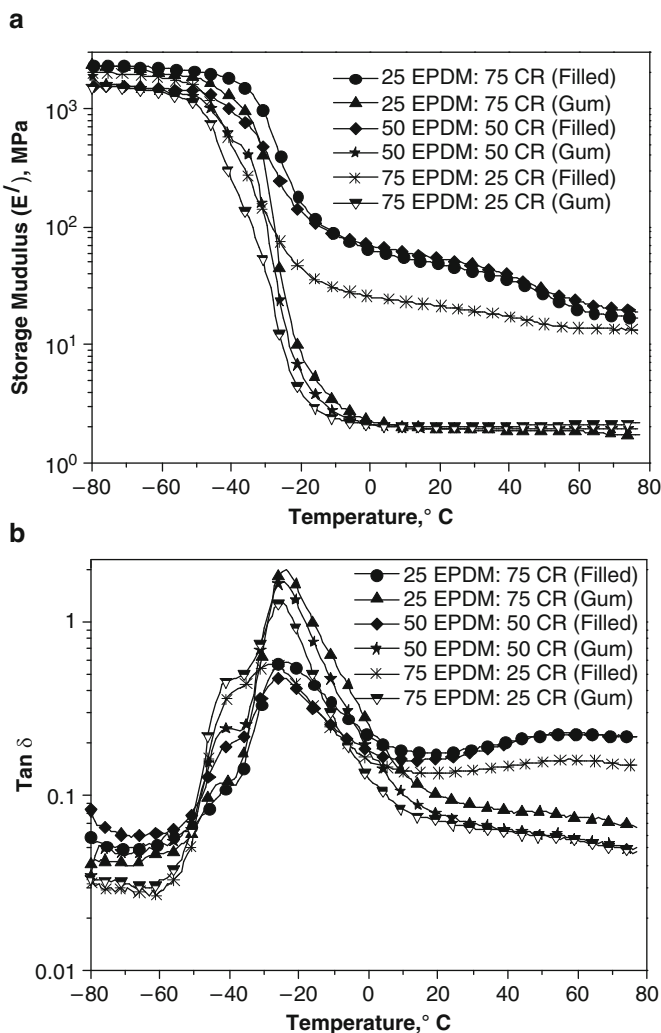 a
25 EPDM: 75 CR (Filled)
25 EPDM: 75 CR (Gum)
50 EPDM: 50 CR (Filled)
50 EPDM: 50 CR (Gum)
75 EPDM: 25 CR (Filled)
75 EPDM: 25 CR (Gum)
Storage Mudulus (E/), MPa
10³
10²
10¹
10⁰
−80 −60 −40 −20 0 20 40 60 80
Temperature,° C
b
25 EPDM: 75 CR (Filled)
25 EPDM: 75 CR (Gum)
50 EPDM: 50 CR (Filled)
50 EPDM: 50 CR (Gum)
75 EPDM: 25 CR (Filled)
75 EPDM: 25 CR (Gum)
Tan δ
1
0.1
0.01
−80 −60 −40 −20 0 20 40 60 80
Temperature,° C